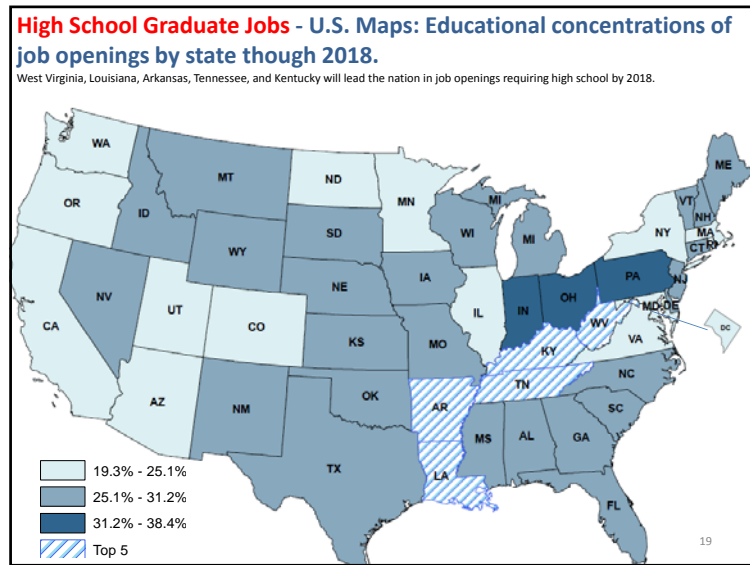 High School Graduate Jobs - U.S. Maps: Educational concentrations of
job openings by state though 2018.
West Virginia, Louisiana, Arkansas, Tennessee, and Kentucky will lead the nation in job openings requiring high school by 2018.
WA
MT
ND
MN
ME
OR
ID
SD
WI
MI
MI
VT
NH
NY
MA
CT
RI
WY
IA
NE
PA
NJ
NV
UT
CO
IL
IN
OH
MD
DE
DC
CA
KS
MO
WV
VA
KY
AZ
NM
OK
AR
TN
NC
SC
TX
LA
MS
AL
GA
FL
19.3% - 25.1%
25.1% - 31.2%
31.2% - 38.4%
Top 5
19